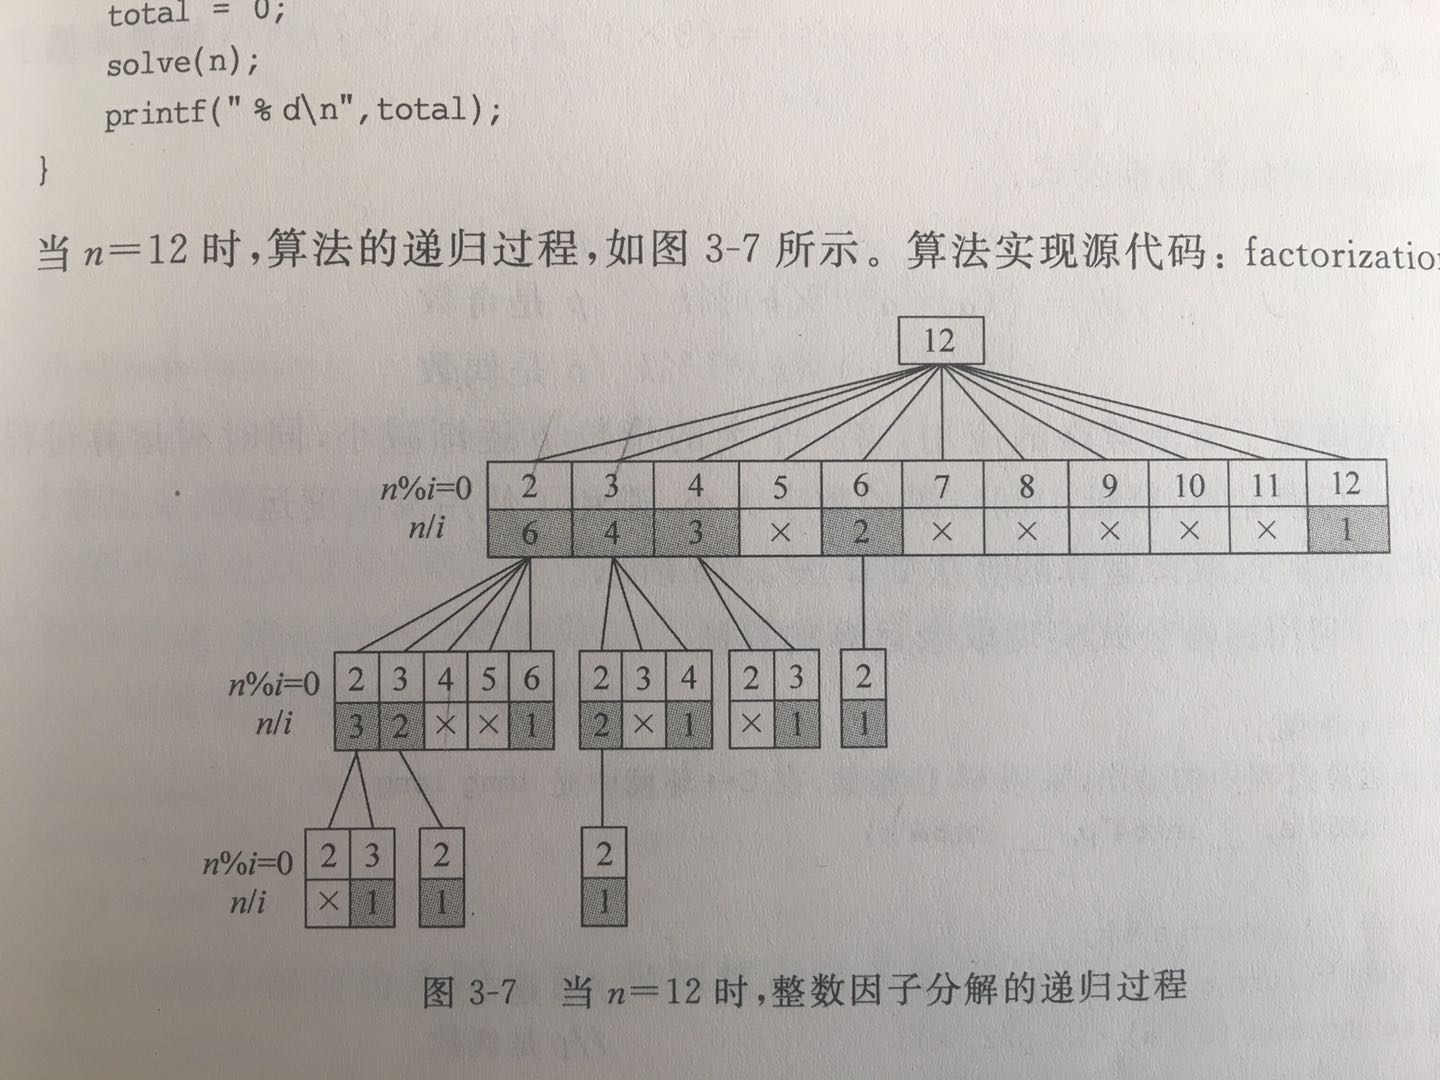 total = 0;
solve(n);
printf("%d\n",total);
}
当 n=12 时,算法的递归过程,如图 3-7 所示。算法实现源代码: factorizatio
12
n%i=0 2 3 4 5 6 7 8 9 10 11 12
n/i 6 4 3 × 2 × × × × × 1
n%i=0 2 3 4 5 6 2 3 4 2 3 2
n/i 3 2 × × 1 2 × 1 × 1 1
n%i=0 2 3 2 2
n/i × 1 1 1
图 3-7 当 n=12 时,整数因子分解的递归过程